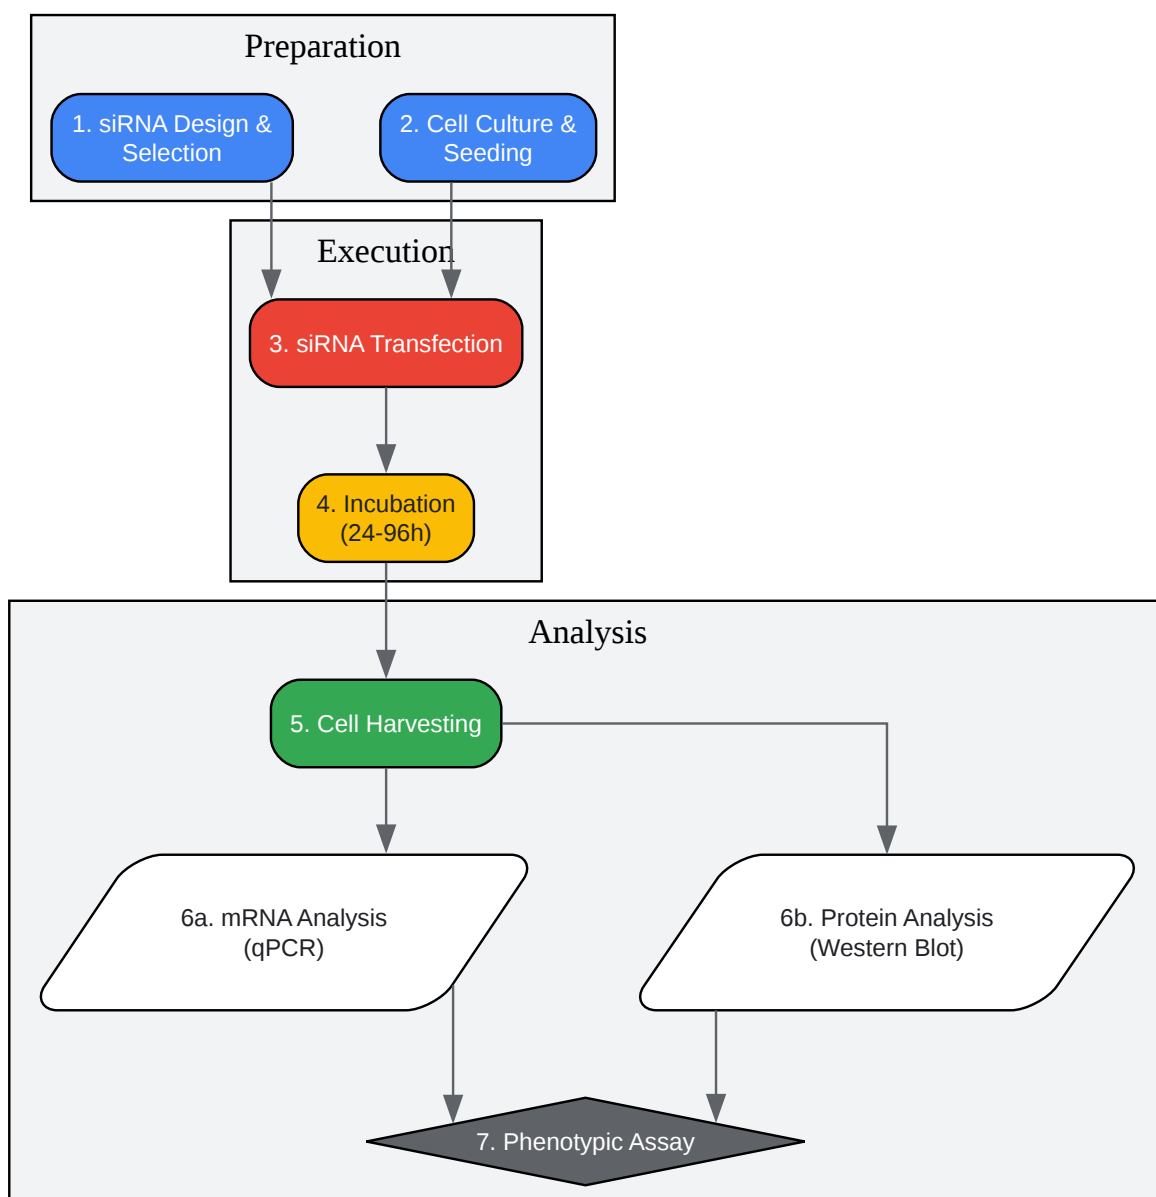 Preparation
1. siRNA Design &
Selection
2. Cell Culture &
Seeding
Execution
3. siRNA Transfection
4. Incubation
(24-96h)
Analysis
5. Cell Harvesting
6a. mRNA Analysis
(qPCR)
6b. Protein Analysis
(Western Blot)
7. Phenotypic Assay